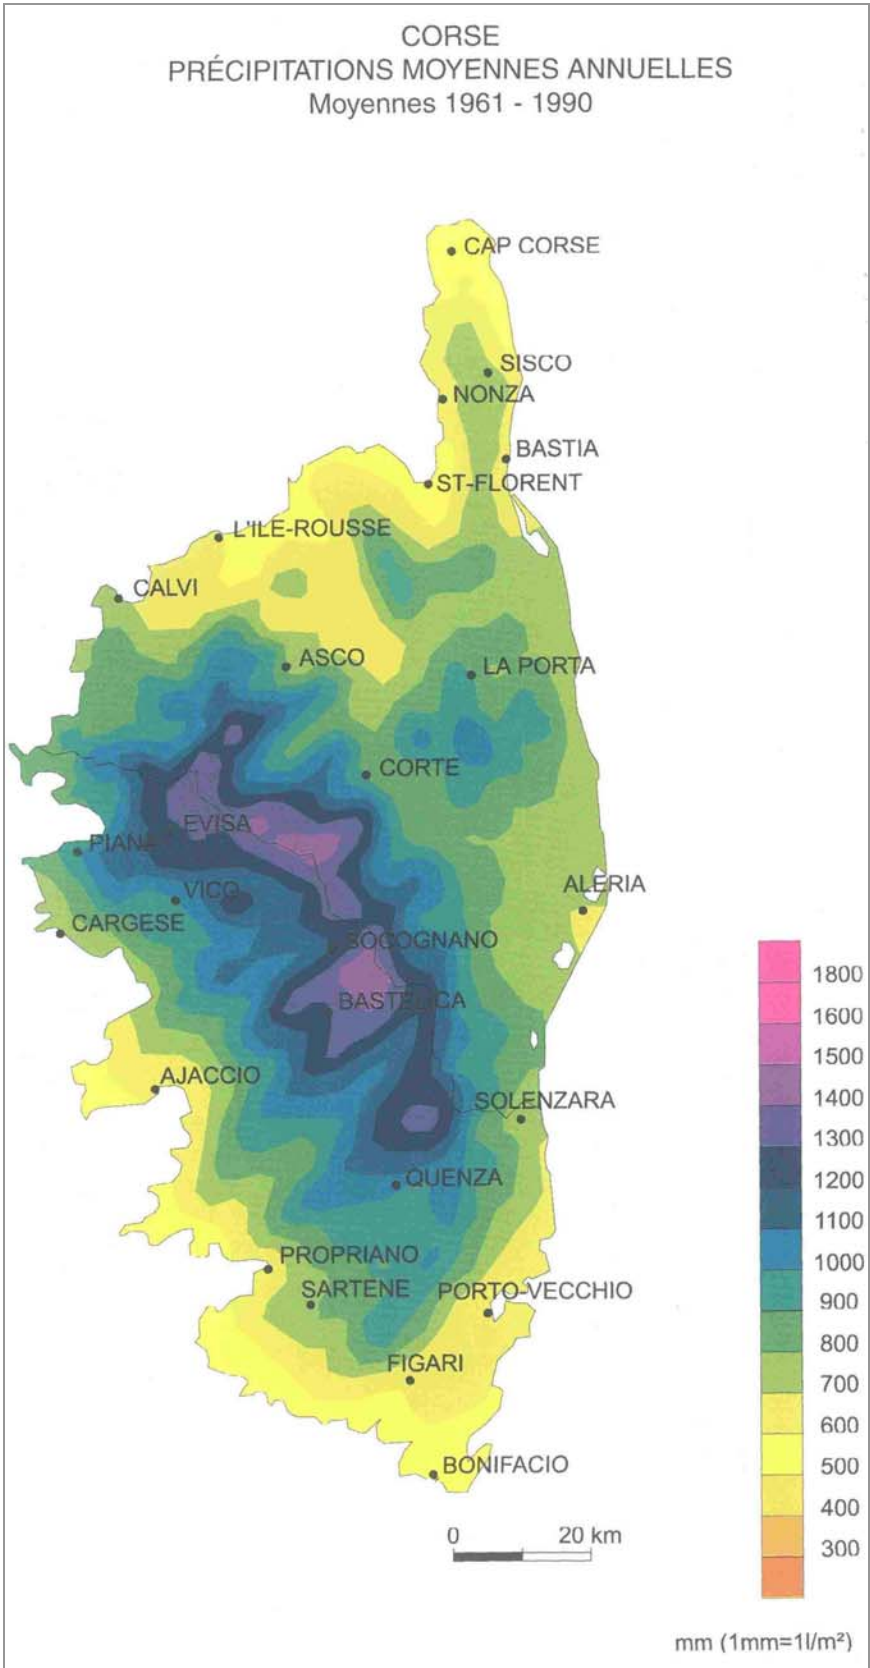 CORSE
PRÉCIPITATIONS MOYENNES ANNUELLES
Moyennes 1961 - 1990
CAP CORSE
SISCO
NONZA
BASTIA
ST-FLORENT
L'ILE-ROUSSE
CALVI
ASCO
LA PORTA
CORTE
EVISA
PIANA
VICO
ALERIA
CARGESE
BOCOGNANO
BASTELICA
AJACCIO
SOLENZARA
QUENZA
PROPRIANO
SARTENE
PORTO-VECCHIO
FIGARI
BONIFACIO
1800
1600
1500
1400
1300
1200
1100
1000
900
800
700
600
500
400
300
0 20 km
mm (1mm=1l/m²)